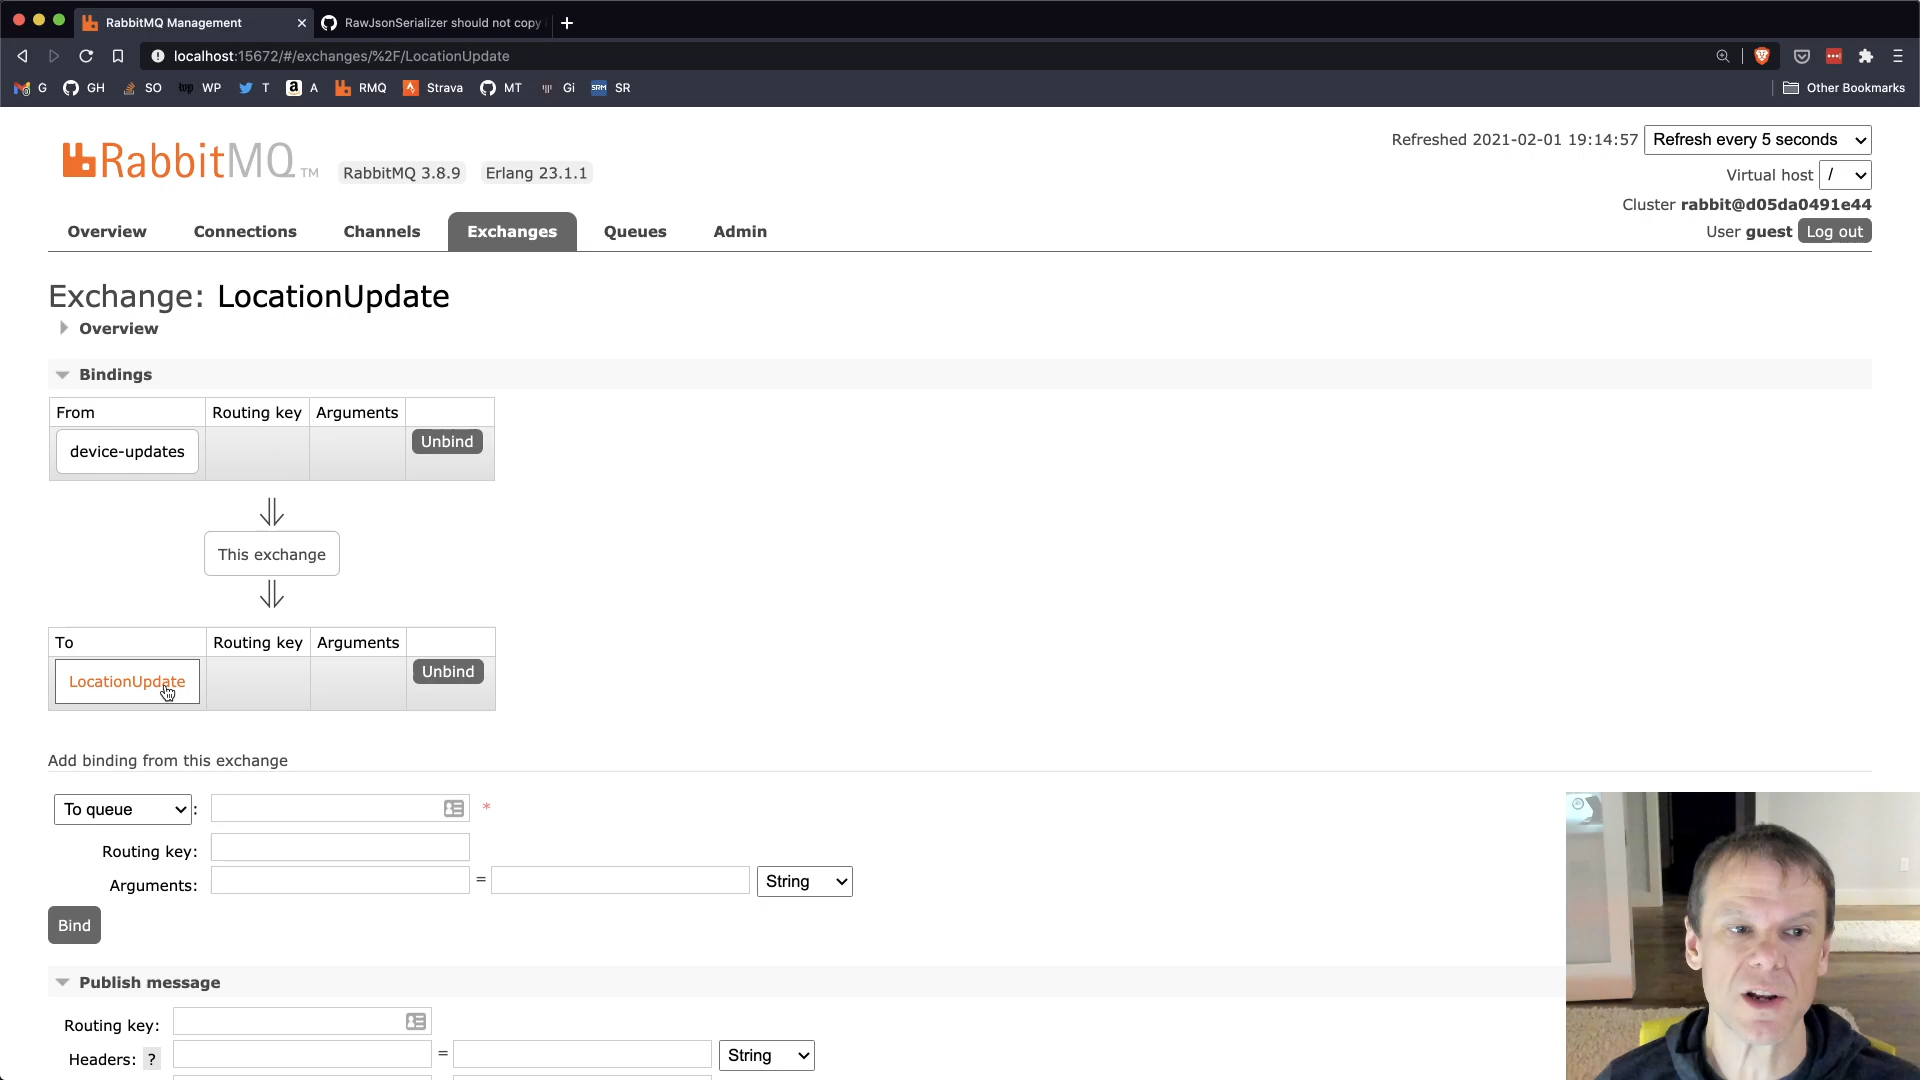 RabbitMQ Management
RawJsonSerializer should not copy
localhost:15672/#/exchanges/%2F/LocationUpdate
G GH SO WP T A RMQ Strava MT Gi SR Other Bookmarks
RabbitMQ TM RabbitMQ 3.8.9 Erlang 23.1.1
Refreshed 2021-02-01 19:14:57 Refresh every 5 seconds
Virtual host /
Cluster rabbit@d05da0491e44
User guest Log out
Overview Connections Channels Exchanges Queues Admin
Exchange: LocationUpdate
Overview
Bindings
From Routing key Arguments
device-updates Unbind
This exchange
To Routing key Arguments
LocationUpdate Unbind
Add binding from this exchange
To queue : *
Routing key:
Arguments: = String
Bind
Publish message
Routing key:
Headers: ? = String